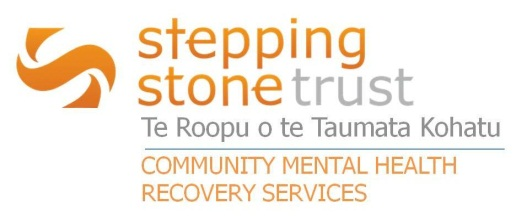 stepping
stone trust
Te Roopu o te Taumata Kohatu
COMMUNITY MENTAL HEALTH
RECOVERY SERVICES